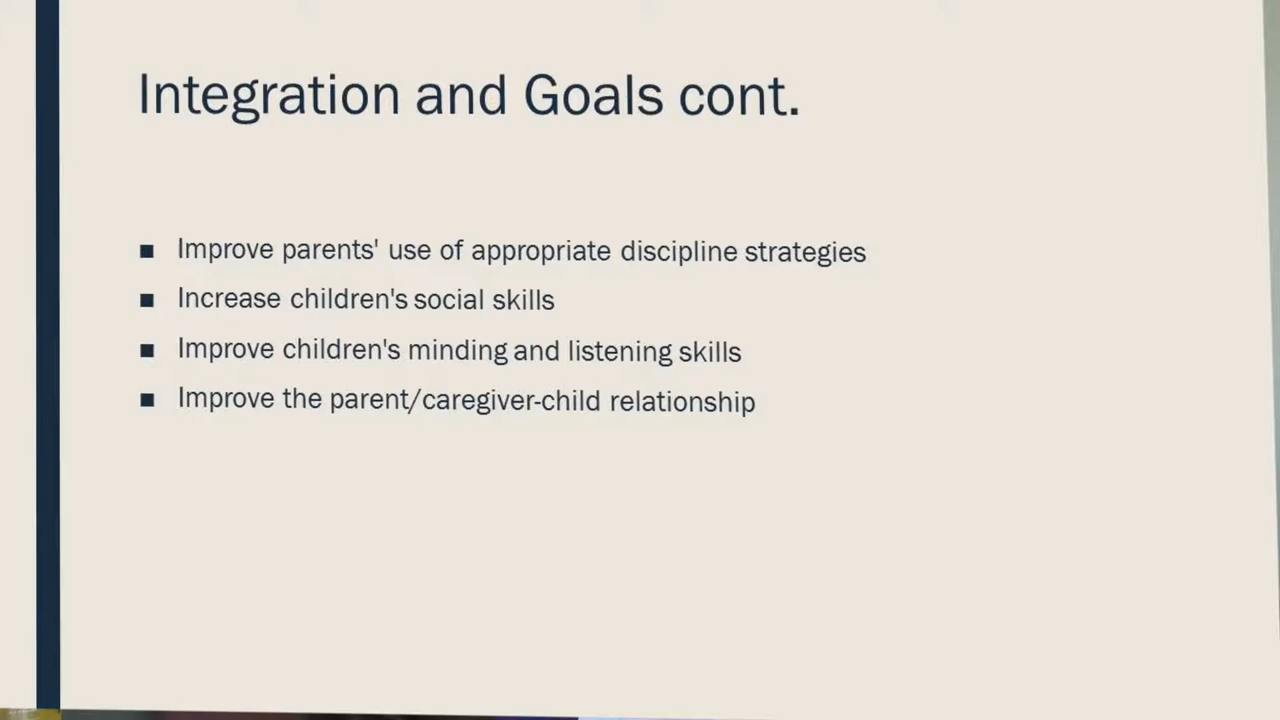 Integration and Goals cont.
Improve parents' use of appropriate discipline strategies
Increase children's social skills
Improve children's minding and listening skills
Improve the parent/caregiver-child relationship